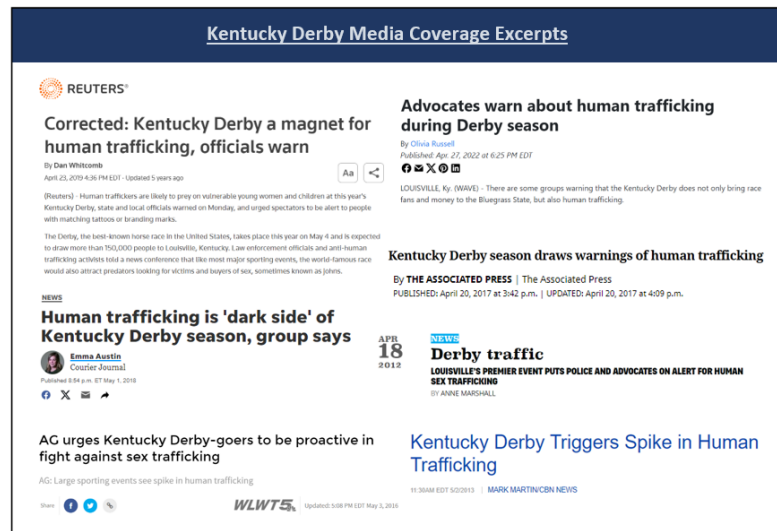 Kentucky Derby Media Coverage Excerpts
REUTERS®
Corrected: Kentucky Derby a magnet for
human trafficking, officials warn
By Dan Whitcomb
April 23, 2019 4:36 PM EDT · Updated 5 years ago
Aa
(Reuters) - Human traffickers are likely to prey on vulnerable young women and children at this year's
Kentucky Derby, state and local officials warned on Monday, and urged spectators to be alert to people
with matching tattoos or branding marks.
The Derby, the best-known horse race in the United States, takes place this year on May 4 and is expected
to draw more than 150,000 people to Louisville, Kentucky. Law enforcement officials and anti-human
trafficking activists told a news conference that like most major sporting events, the world-famous race
would also attract predators looking for victims and buyers of sex, sometimes known as johns.
Advocates warn about human trafficking
during Derby season
By Olivia Russell
Published: Apr. 27, 2022 at 6:25 PM EDT
LOUISVILLE, Ky. (WAVE) - There are some groups warning that the Kentucky Derby does not only bring race
fans and money to the Bluegrass State, but also human trafficking.
Kentucky Derby season draws warnings of human trafficking
By THE ASSOCIATED PRESS | The Associated Press
PUBLISHED: April 20, 2017 at 3:42 p.m. | UPDATED: April 20, 2017 at 4:09 p.m.
NEWS
Human trafficking is 'dark side' of
Kentucky Derby season, group says
Emma Austin
Courier Journal
Published 8:54 p.m. ET May 1, 2018
APR
18
2012
NEWS
Derby traffic
LOUISVILLE'S PREMIER EVENT PUTS POLICE AND ADVOCATES ON ALERT FOR HUMAN
SEX TRAFFICKING
BY ANNE MARSHALL
AG urges Kentucky Derby-goers to be proactive in
fight against sex trafficking
AG: Large sporting events see spike in human trafficking
Share
WLWT5
Updated: 5:08 PM EDT May 2, 2016
Kentucky Derby Triggers Spike in Human
Trafficking
11:30AM EDT 5/2/2013 | MARK MARTIN/CBN NEWS